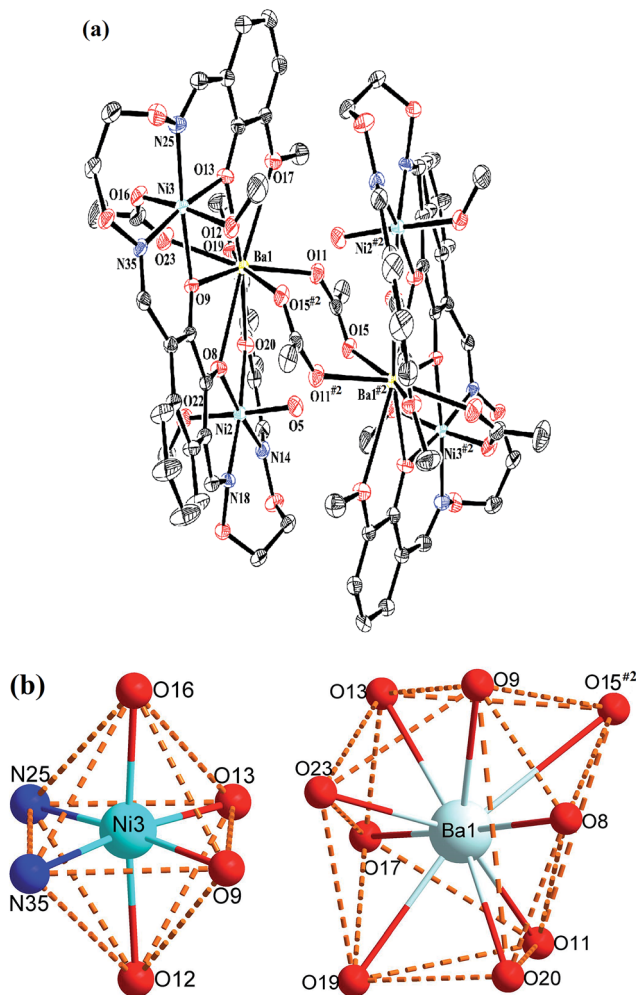 (a)
N25
O13
O17
O16
Ni3
O12
O19
Ba1
O23
N35
O11
Ni2#2
O9
O15#2
O15
O8
O20
O11#2
Ba1#2
O22
Ni2
O5
Ni3#2
N14
N18
(b)
O16
N25
O13
Ni3
N35
O9
O12
O13
O9
O15#2
O23
O17
Ba1
O8
O11
O19
O20